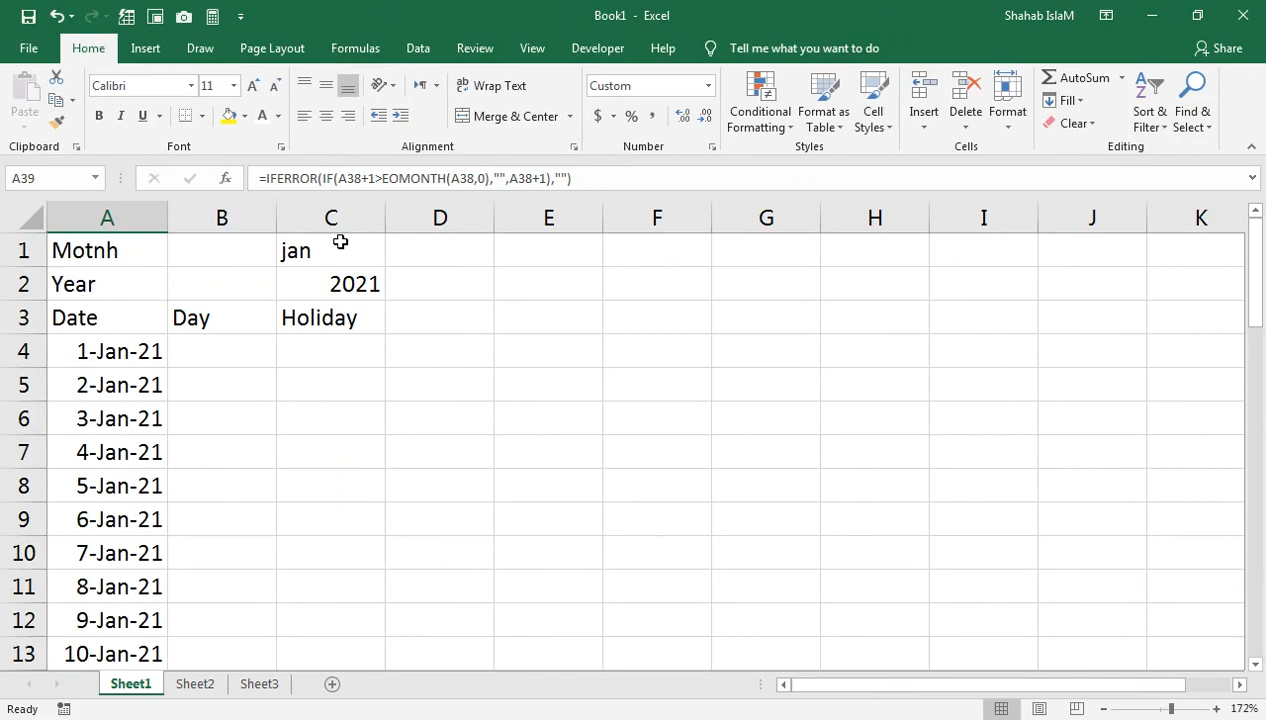 Book1 - Excel
Shahab IslaM
File Home Insert Draw Page Layout Formulas Data Review View Developer Help Tell me what you want to do Share
Paste
Clipboard
Calibri 11
B I U A
Font
Wrap Text
Merge & Center
Alignment
Custom
$ % ,
Number
Conditional Formatting
Format as Table
Cell Styles
Styles
Insert Delete Format
Cells
AutoSum
Fill
Clear
Sort & Filter
Find & Select
Editing
A39 fx =IFERROR(IF(A38+1>EOMONTH(A38,0),"",A38+1),"")
A B C D E F G H I J K
1 Motnh jan
2 Year 2021
3 Date Day Holiday
4 1-Jan-21
5 2-Jan-21
6 3-Jan-21
7 4-Jan-21
8 5-Jan-21
9 6-Jan-21
10 7-Jan-21
11 8-Jan-21
12 9-Jan-21
13 10-Jan-21
Sheet1 Sheet2 Sheet3
Ready 172%